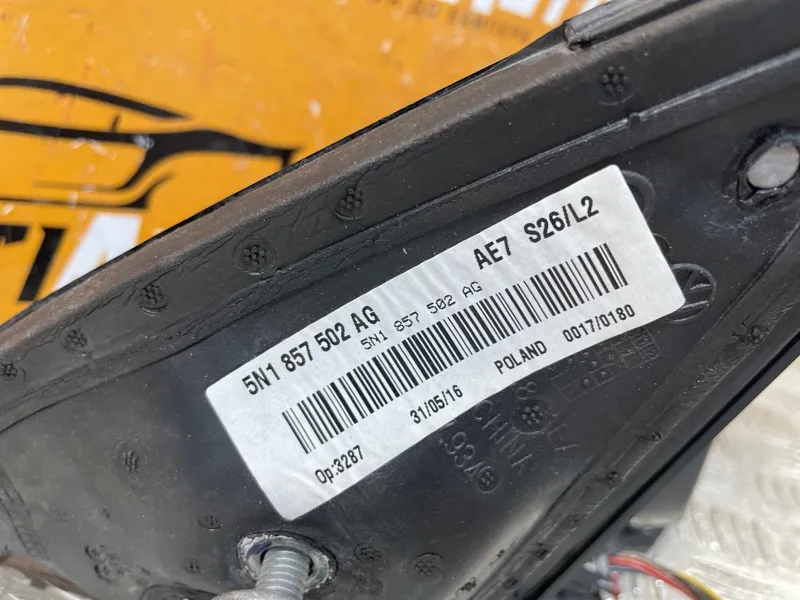 5N1 857 502 AG AE7 S26/L2
5N1 857 502 AG
Op:3287 31/05/16 POLAND 0017/0180
CHINA